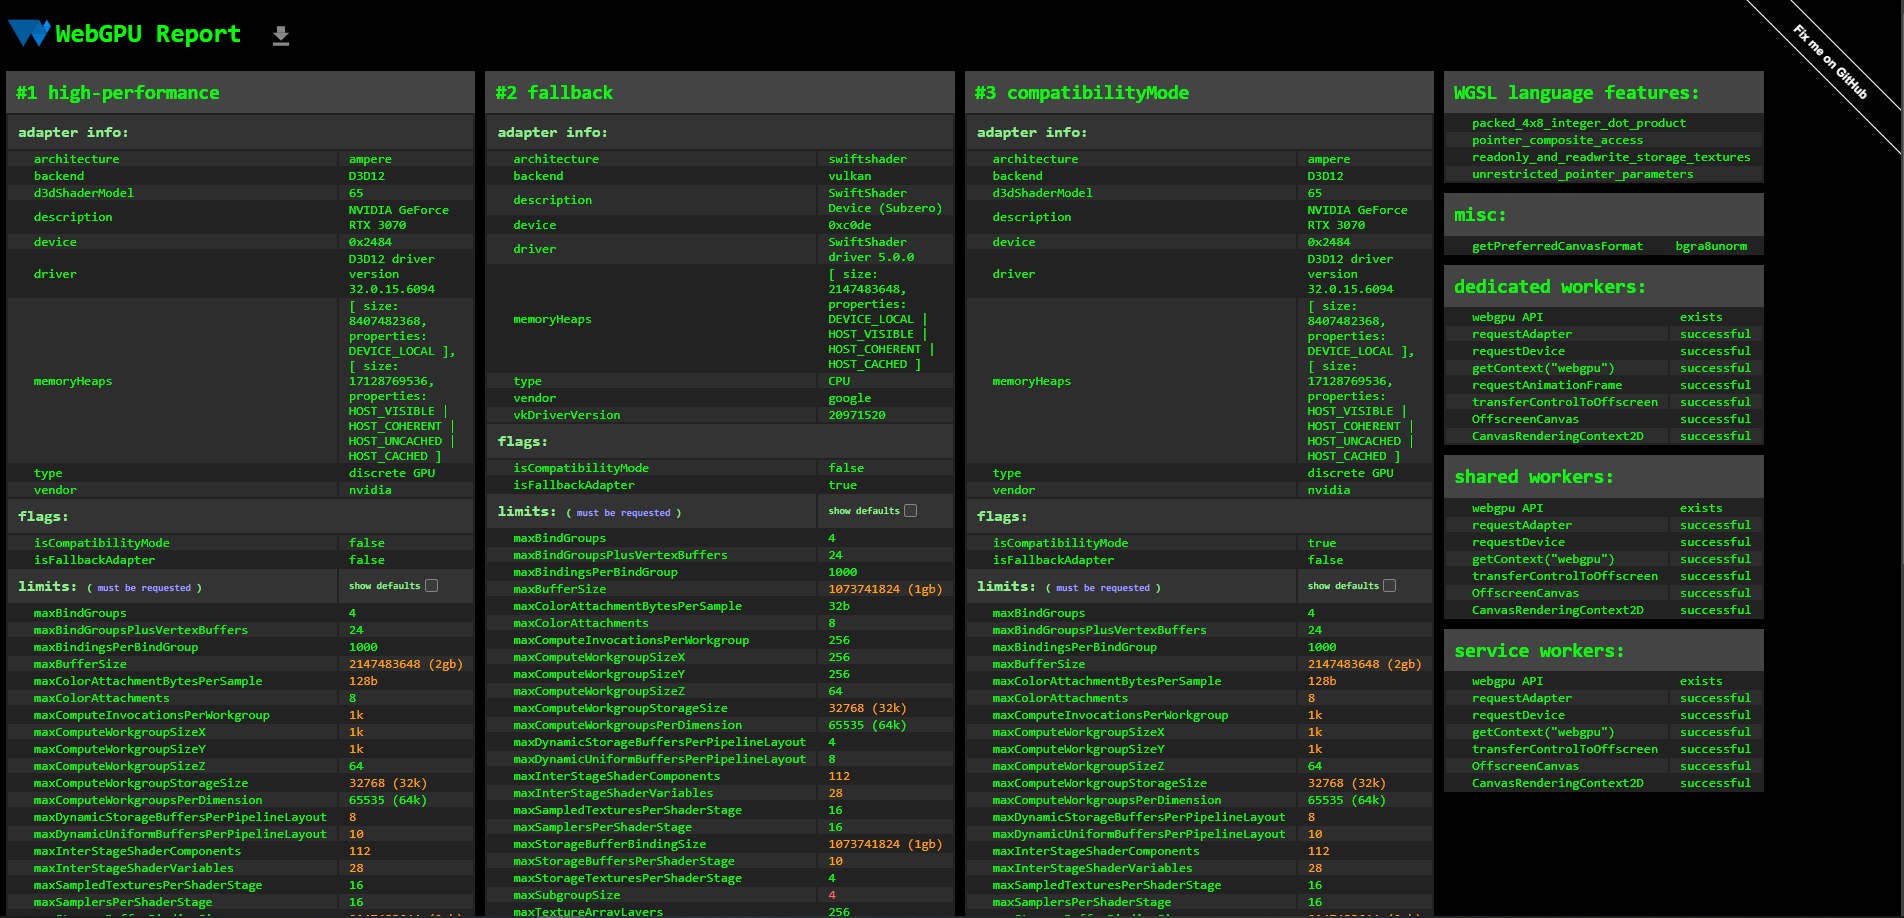 WebGPU Report
Fix me on GitHub
#1 high-performance
adapter info:
architecture ampere
backend D3D12
d3dShaderModel 65
description NVIDIA GeForce
RTX 3070
device 0x2484
driver D3D12 driver
version
32.0.15.6094
memoryHeaps [ size:
8407482368,
properties:
DEVICE_LOCAL ],
[ size:
17128769536,
properties:
HOST_VISIBLE |
HOST_COHERENT |
HOST_UNCACHED |
HOST_CACHED ]
type discrete GPU
vendor nvidia
flags:
isCompatibilityMode false
isFallbackAdapter false
limits: ( must be requested ) show defaults
maxBindGroups 4
maxBindGroupsPlusVertexBuffers 24
maxBindingsPerBindGroup 1000
maxBufferSize 2147483648 (2gb)
maxColorAttachmentBytesPerSample 128b
maxColorAttachments 8
maxComputeInvocationsPerWorkgroup 1k
maxComputeWorkgroupSizeX 1k
maxComputeWorkgroupSizeY 1k
maxComputeWorkgroupSizeZ 64
maxComputeWorkgroupStorageSize 32768 (32k)
maxComputeWorkgroupsPerDimension 65535 (64k)
maxDynamicStorageBuffersPerPipelineLayout 8
maxDynamicUniformBuffersPerPipelineLayout 10
maxInterStageShaderComponents 112
maxInterStageShaderVariables 28
maxSampledTexturesPerShaderStage 16
maxSamplersPerShaderStage 16
#2 fallback
adapter info:
architecture swiftshader
backend vulkan
description SwiftShader
Device (Subzero)
device 0xc0de
driver SwiftShader
driver 5.0.0
memoryHeaps [ size:
2147483648,
properties:
DEVICE_LOCAL |
HOST_VISIBLE |
HOST_COHERENT |
HOST_CACHED ]
type CPU
vendor google
vkDriverVersion 20971520
flags:
isCompatibilityMode false
isFallbackAdapter true
limits: ( must be requested ) show defaults
maxBindGroups 4
maxBindGroupsPlusVertexBuffers 24
maxBindingsPerBindGroup 1000
maxBufferSize 1073741824 (1gb)
maxColorAttachmentBytesPerSample 32b
maxColorAttachments 8
maxComputeInvocationsPerWorkgroup 256
maxComputeWorkgroupSizeX 256
maxComputeWorkgroupSizeY 256
maxComputeWorkgroupSizeZ 64
maxComputeWorkgroupStorageSize 32768 (32k)
maxComputeWorkgroupsPerDimension 65535 (64k)
maxDynamicStorageBuffersPerPipelineLayout 4
maxDynamicUniformBuffersPerPipelineLayout 8
maxInterStageShaderComponents 112
maxInterStageShaderVariables 28
maxSampledTexturesPerShaderStage 16
maxSamplersPerShaderStage 16
maxStorageBufferBindingSize 1073741824 (1gb)
maxStorageBuffersPerShaderStage 10
maxStorageTexturesPerShaderStage 4
maxSubgroupSize 4
maxTextureArrayLayers 256
#3 compatibilityMode
adapter info:
architecture ampere
backend D3D12
d3dShaderModel 65
description NVIDIA GeForce
RTX 3070
device 0x2484
driver D3D12 driver
version
32.0.15.6094
memoryHeaps [ size:
8407482368,
properties:
DEVICE_LOCAL ],
[ size:
17128769536,
properties:
HOST_VISIBLE |
HOST_COHERENT |
HOST_UNCACHED |
HOST_CACHED ]
type discrete GPU
vendor nvidia
flags:
isCompatibilityMode true
isFallbackAdapter false
limits: ( must be requested ) show defaults
maxBindGroups 4
maxBindGroupsPlusVertexBuffers 24
maxBindingsPerBindGroup 1000
maxBufferSize 2147483648 (2gb)
maxColorAttachmentBytesPerSample 128b
maxColorAttachments 8
maxComputeInvocationsPerWorkgroup 1k
maxComputeWorkgroupSizeX 1k
maxComputeWorkgroupSizeY 1k
maxComputeWorkgroupSizeZ 64
maxComputeWorkgroupStorageSize 32768 (32k)
maxComputeWorkgroupsPerDimension 65535 (64k)
maxDynamicStorageBuffersPerPipelineLayout 8
maxDynamicUniformBuffersPerPipelineLayout 10
maxInterStageShaderComponents 112
maxInterStageShaderVariables 28
maxSampledTexturesPerShaderStage 16
maxSamplersPerShaderStage 16
WGSL language features:
packed_4x8_integer_dot_product
pointer_composite_access
readonly_and_readwrite_storage_textures
unrestricted_pointer_parameters
misc:
getPreferredCanvasFormat bgra8unorm
dedicated workers:
webgpu API exists
requestAdapter successful
requestDevice successful
getContext("webgpu") successful
requestAnimationFrame successful
transferControlToOffscreen successful
OffscreenCanvas successful
CanvasRenderingContext2D successful
shared workers:
webgpu API exists
requestAdapter successful
requestDevice successful
getContext("webgpu") successful
transferControlToOffscreen successful
OffscreenCanvas successful
CanvasRenderingContext2D successful
service workers:
webgpu API exists
requestAdapter successful
requestDevice successful
getContext("webgpu") successful
transferControlToOffscreen successful
OffscreenCanvas successful
CanvasRenderingContext2D successful